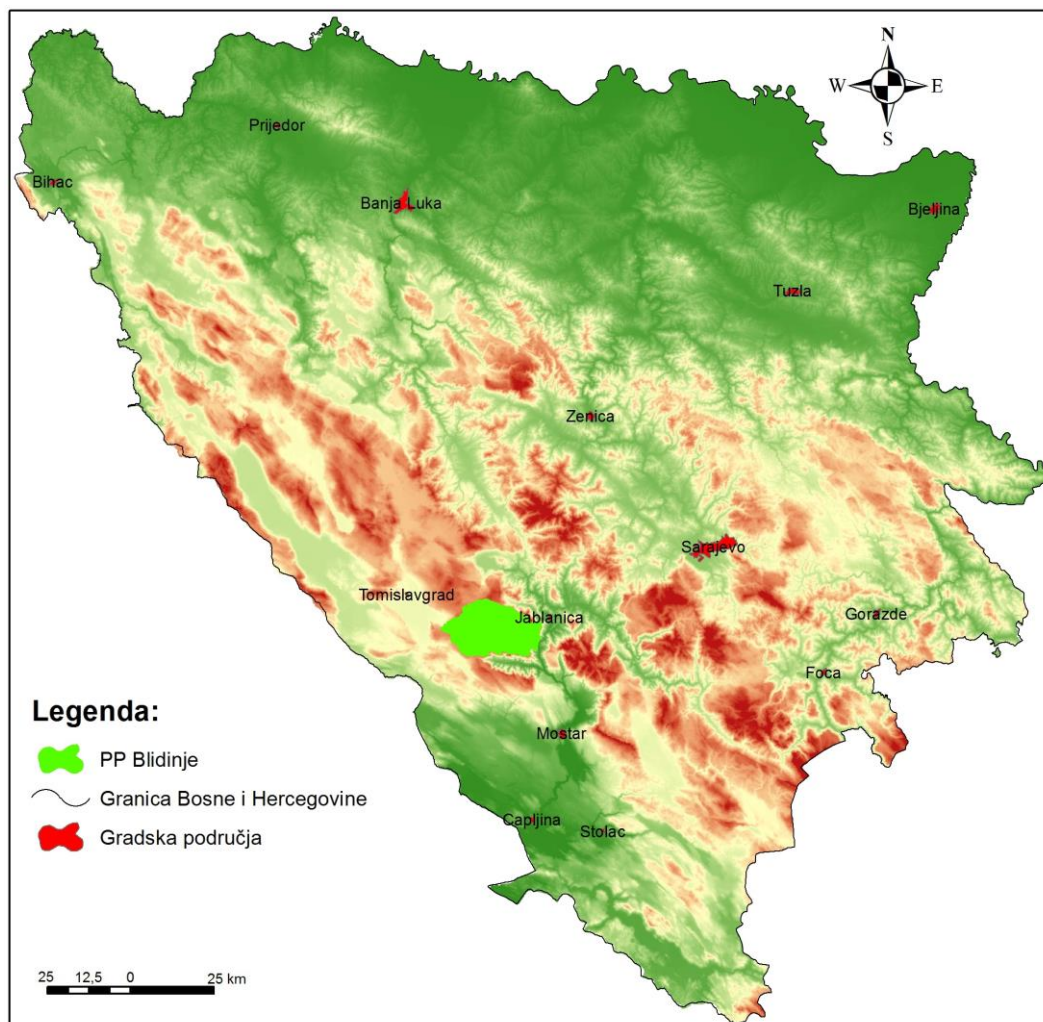 N
W E
S
Prijedor
Bihac
Banja Luka
Bjeljina
Tuzla
Zenica
Sarajevo
Tomislavgrad
Jablanica
Gorazde
Foca
Mostar
Capljina
Stolac
Legenda:
PP Blidinje
Granica Bosne i Hercegovine
Gradska područja
25 12,5 0 25 km